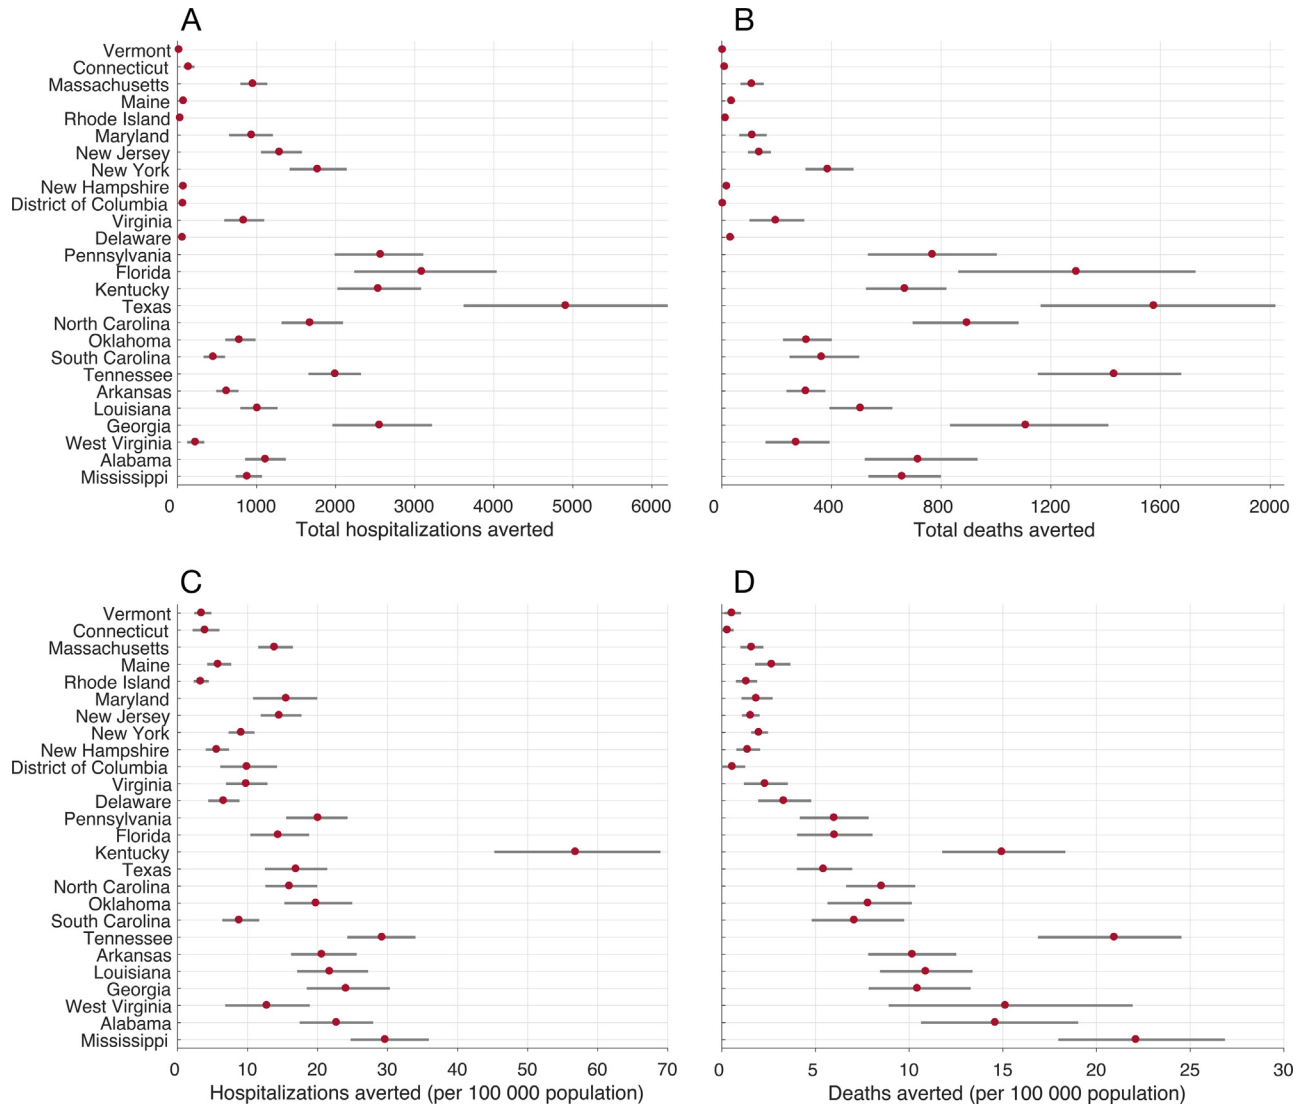 A
Vermont
Connecticut
Massachusetts
Maine
Rhode Island
Maryland
New Jersey
New York
New Hampshire
District of Columbia
Virginia
Delaware
Pennsylvania
Florida
Kentucky
Texas
North Carolina
Oklahoma
South Carolina
Tennessee
Arkansas
Louisiana
Georgia
West Virginia
Alabama
Mississippi
0 1000 2000 3000 4000 5000 6000
Total hospitalizations averted
B
0 400 800 1200 1600 2000
Total deaths averted
C
Vermont
Connecticut
Massachusetts
Maine
Rhode Island
Maryland
New Jersey
New York
New Hampshire
District of Columbia
Virginia
Delaware
Pennsylvania
Florida
Kentucky
Texas
North Carolina
Oklahoma
South Carolina
Tennessee
Arkansas
Louisiana
Georgia
West Virginia
Alabama
Mississippi
0 10 20 30 40 50 60 70
Hospitalizations averted (per 100 000 population)
D
0 5 10 15 20 25 30
Deaths averted (per 100 000 population)